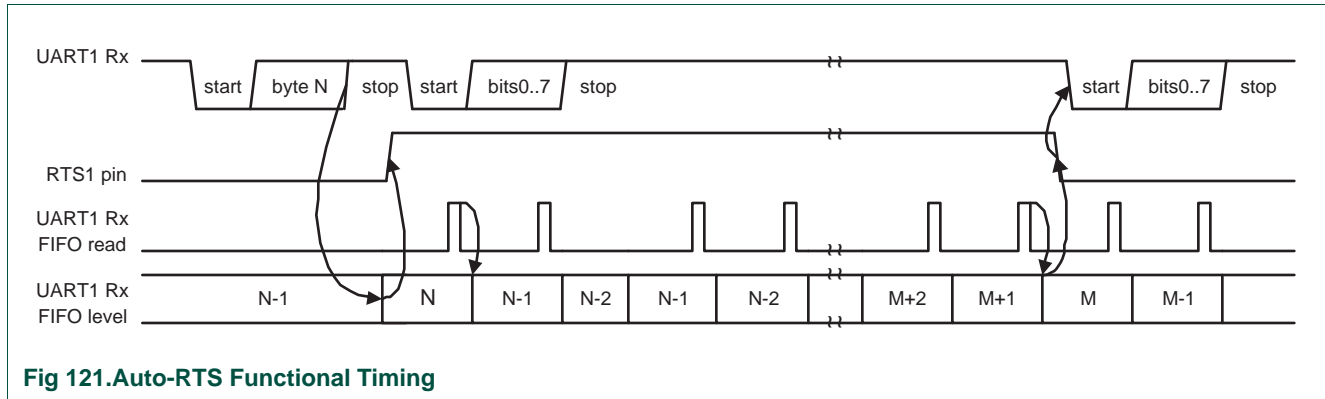 UART1 Rx
start byte N stop start bits0..7 stop start bits0..7 stop
RTS1 pin
UART1 Rx
FIFO read
UART1 Rx
FIFO level
N-1 N N-1 N-2 N-1 N-2 M+2 M+1 M M-1
Fig 121.Auto-RTS Functional Timing